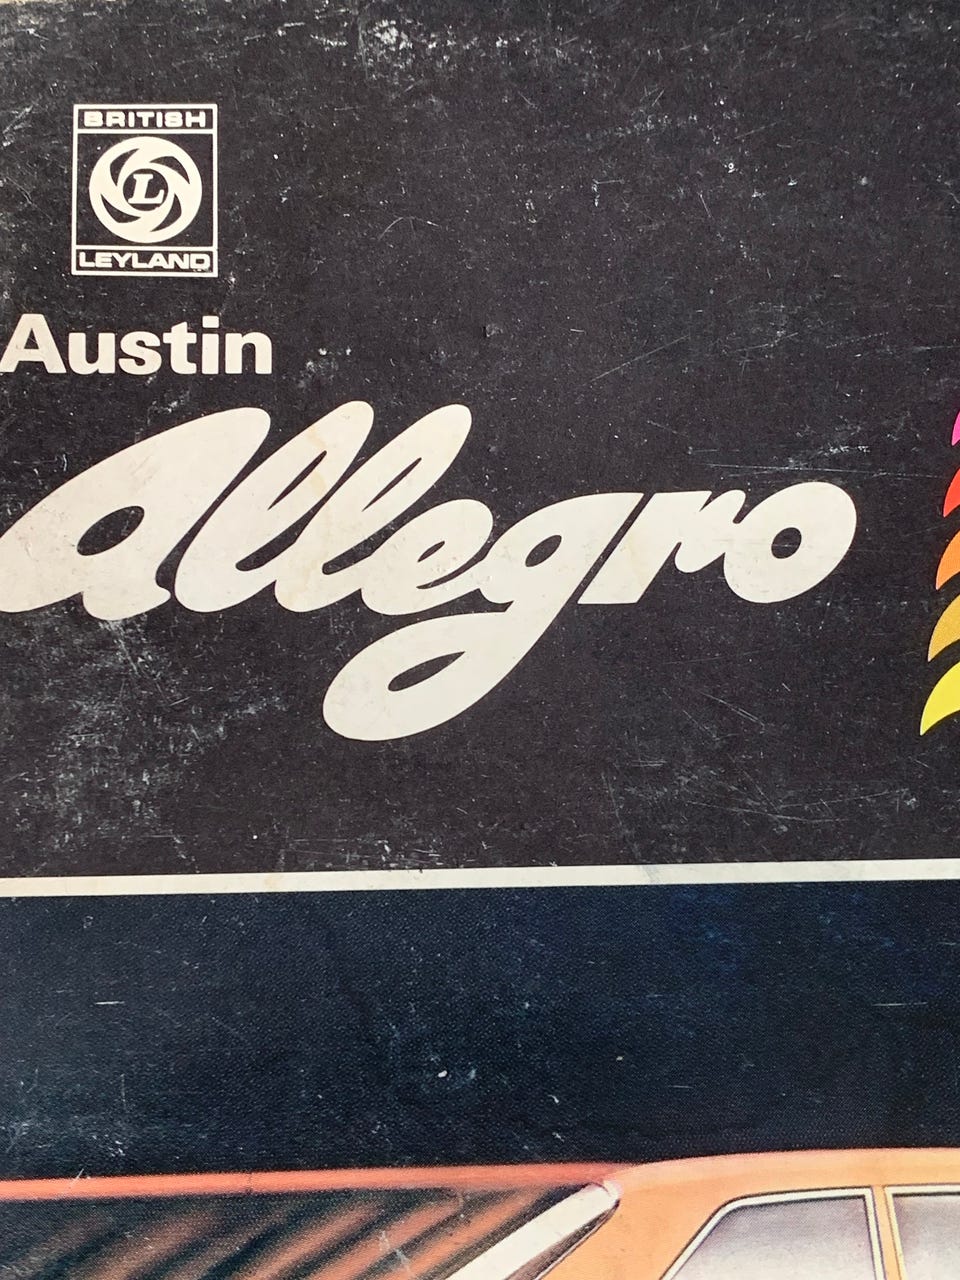 BRITISH
L
LEYLAND
Austin
Allegro